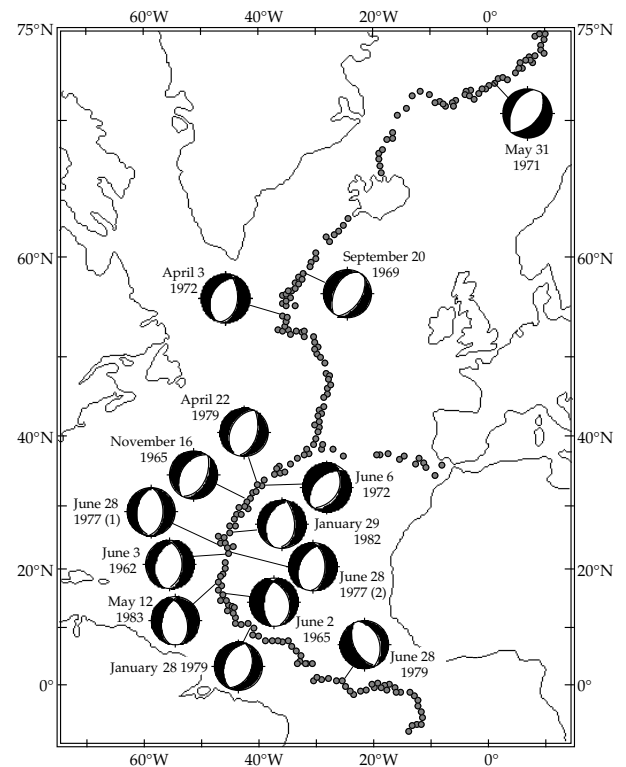 60°W 40°W 20°W 0°
75°N 75°N
May 31
1971
60°N 60°N
September 20
1969
April 3
1972
April 22
1979
40°N 40°N
November 16
1965
June 6
1972
June 28
1977 (1)
January 29
1982
June 3
1962
20°N 20°N
June 28
1977 (2)
May 12
1983
June 2
1965
January 28 1979
June 28
1979
0° 0°
60°W 40°W 20°W 0°